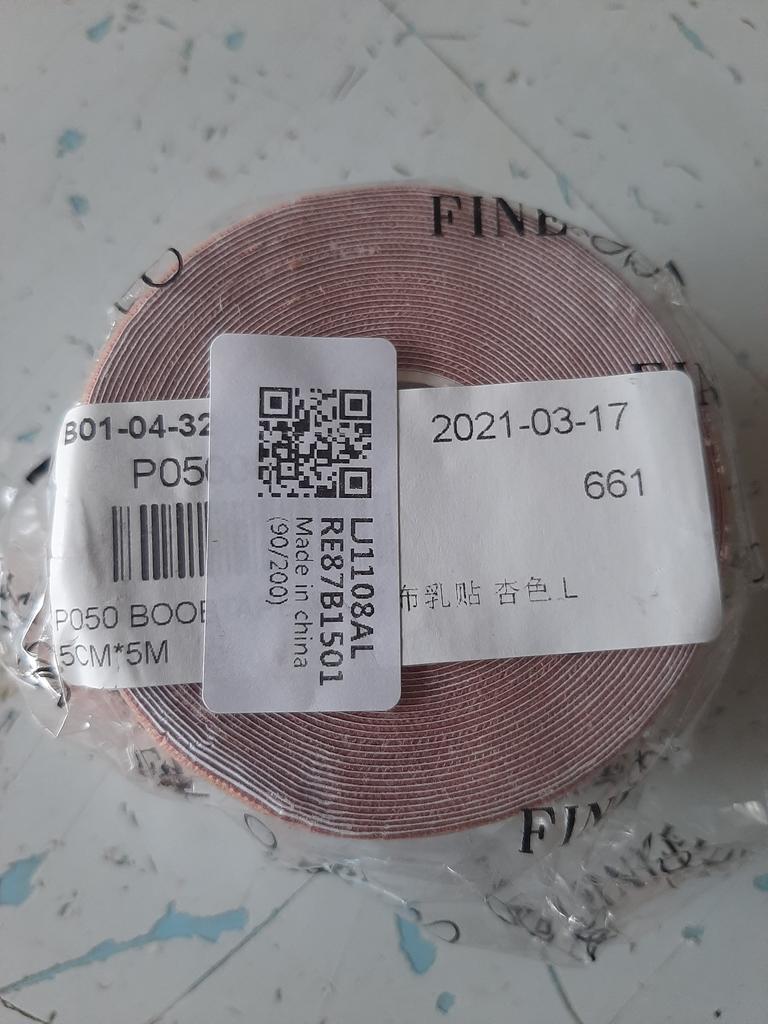 FINE
B01-04-32
2021-03-17
P050
661
P050 BOOB
布乳贴 杏色 L
5CM*5M
LJ1108AL
RE87B1501
Made in china
(90/200)
FIN